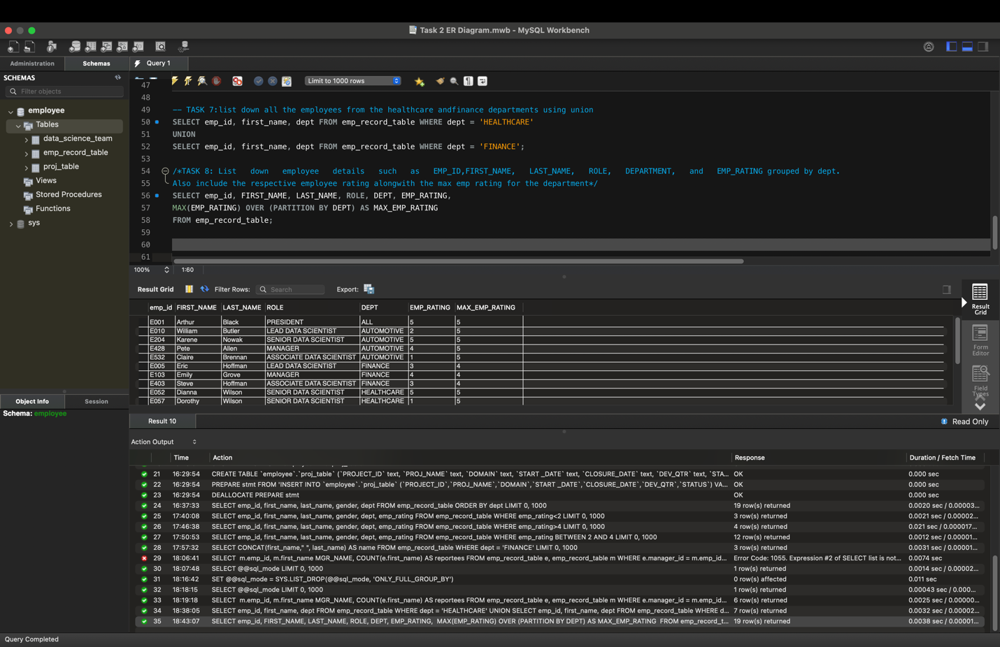 Task 2 ER Diagram.mwb - MySQL Workbench
Administration Schemas Query 1
SCHEMAS
Filter objects
employee
Tables
data_science_team
emp_record_table
proj_table
Views
Stored Procedures
Functions
sys
Object Info Session
Schema: employee
Limit to 1000 rows
47
48
49 -- TASK 7:list down all the employees from the healthcare andfinance departments using union
50 SELECT emp_id, first_name, dept FROM emp_record_table WHERE dept = 'HEALTHCARE'
51 UNION
52 SELECT emp_id, first_name, dept FROM emp_record_table WHERE dept = 'FINANCE';
53
54 /*TASK 8: List down employee details such as EMP_ID,FIRST_NAME, LAST_NAME, ROLE, DEPARTMENT, and EMP_RATING grouped by dept.
55 Also include the respective employee rating alongwith the max emp rating for the department*/
56 SELECT emp_id, FIRST_NAME, LAST_NAME, ROLE, DEPT, EMP_RATING,
57 MAX(EMP_RATING) OVER (PARTITION BY DEPT) AS MAX_EMP_RATING
58 FROM emp_record_table;
59
60
61
100% 1:60
Result Grid Filter Rows: Search Export:
emp_id FIRST_NAME LAST_NAME ROLE DEPT EMP_RATING MAX_EMP_RATING
E001 Arthur Black PRESIDENT ALL 5 5
E010 William Butler LEAD DATA SCIENTIST AUTOMOTIVE 2 5
E204 Karene Nowak SENIOR DATA SCIENTIST AUTOMOTIVE 5 5
E428 Pete Allen MANAGER AUTOMOTIVE 4 5
E532 Claire Brennan ASSOCIATE DATA SCIENTIST AUTOMOTIVE 1 5
E005 Eric Hoffman LEAD DATA SCIENTIST FINANCE 3 4
E103 Emily Grove MANAGER FINANCE 4 4
E403 Steve Hoffman ASSOCIATE DATA SCIENTIST FINANCE 3 4
E052 Dianna Wilson SENIOR DATA SCIENTIST HEALTHCARE 5 5
E057 Dorothy Wilson SENIOR DATA SCIENTIST HEALTHCARE 1 5
Result
Grid
Form
Editor
Field
Types
Result 10 Read Only
Action Output
Time Action Response Duration / Fetch Time
21 16:29:54 CREATE TABLE `employee`.`proj_table` (`PROJECT_ID` text, `PROJ_NAME` text, `DOMAIN` text, `START _DATE` text, `CLOSURE_DATE` text, `DEV_QTR` text, `STA... OK 0.000 sec
22 16:29:54 PREPARE stmt FROM 'INSERT INTO `employee`.`proj_table` (`PROJECT_ID`,`PROJ_NAME`,`DOMAIN`,`START _DATE`,`CLOSURE_DATE`,`DEV_QTR`,`STATUS`) VA... OK 0.000 sec
23 16:29:54 DEALLOCATE PREPARE stmt OK 0.000 sec
24 16:37:33 SELECT emp_id, first_name, last_name, gender, dept FROM emp_record_table ORDER BY dept LIMIT 0, 1000 19 row(s) returned 0.0020 sec / 0.00003...
25 17:40:08 SELECT emp_id, first_name, last_name, gender, dept, emp_rating FROM emp_record_table WHERE emp_rating<2 LIMIT 0, 1000 3 row(s) returned 0.0021 sec / 0.00002...
26 17:46:38 SELECT emp_id, first_name, last_name, gender, dept, emp_rating FROM emp_record_table WHERE emp_rating>4 LIMIT 0, 1000 4 row(s) returned 0.021 sec / 0.000017...
27 17:50:53 SELECT emp_id, first_name, last_name, gender, dept, emp_rating FROM emp_record_table WHERE emp_rating BETWEEN 2 AND 4 LIMIT 0, 1000 12 row(s) returned 0.0012 sec / 0.00001...
28 17:57:32 SELECT CONCAT(first_name," ", last_name) AS name FROM emp_record_table WHERE dept = 'FINANCE' LIMIT 0, 1000 3 row(s) returned 0.0031 sec / 0.00001...
29 18:06:41 SELECT m.emp_id, m.first_name MGR_NAME, COUNT(e.first_name) AS reportees FROM emp_record_table e, emp_record_table m WHERE e.manager_id = m.emp_id... Error Code: 1055. Expression #2 of SELECT list is not... 0.0074 sec
30 18:07:48 SELECT @@sql_mode LIMIT 0, 1000 1 row(s) returned 0.0014 sec / 0.00002...
31 18:16:42 SET @@sql_mode = SYS.LIST_DROP(@@sql_mode, 'ONLY_FULL_GROUP_BY') 0 row(s) affected 0.011 sec
32 18:18:15 SELECT @@sql_mode LIMIT 0, 1000 1 row(s) returned 0.00043 sec / 0.000...
33 18:19:18 SELECT m.emp_id, m.first_name MGR_NAME, COUNT(e.first_name) AS reportees FROM emp_record_table e, emp_record_table m WHERE e.manager_id = m.emp_id... 6 row(s) returned 0.0025 sec / 0.00000...
34 18:38:05 SELECT emp_id, first_name, dept FROM emp_record_table WHERE dept = 'HEALTHCARE' UNION SELECT emp_id, first_name, dept FROM emp_record_table WHERE d... 7 row(s) returned 0.0032 sec / 0.00002...
35 18:43:07 SELECT emp_id, FIRST_NAME, LAST_NAME, ROLE, DEPT, EMP_RATING, MAX(EMP_RATING) OVER (PARTITION BY DEPT) AS MAX_EMP_RATING FROM emp_record_t... 19 row(s) returned 0.0038 sec / 0.00001...
Query Completed